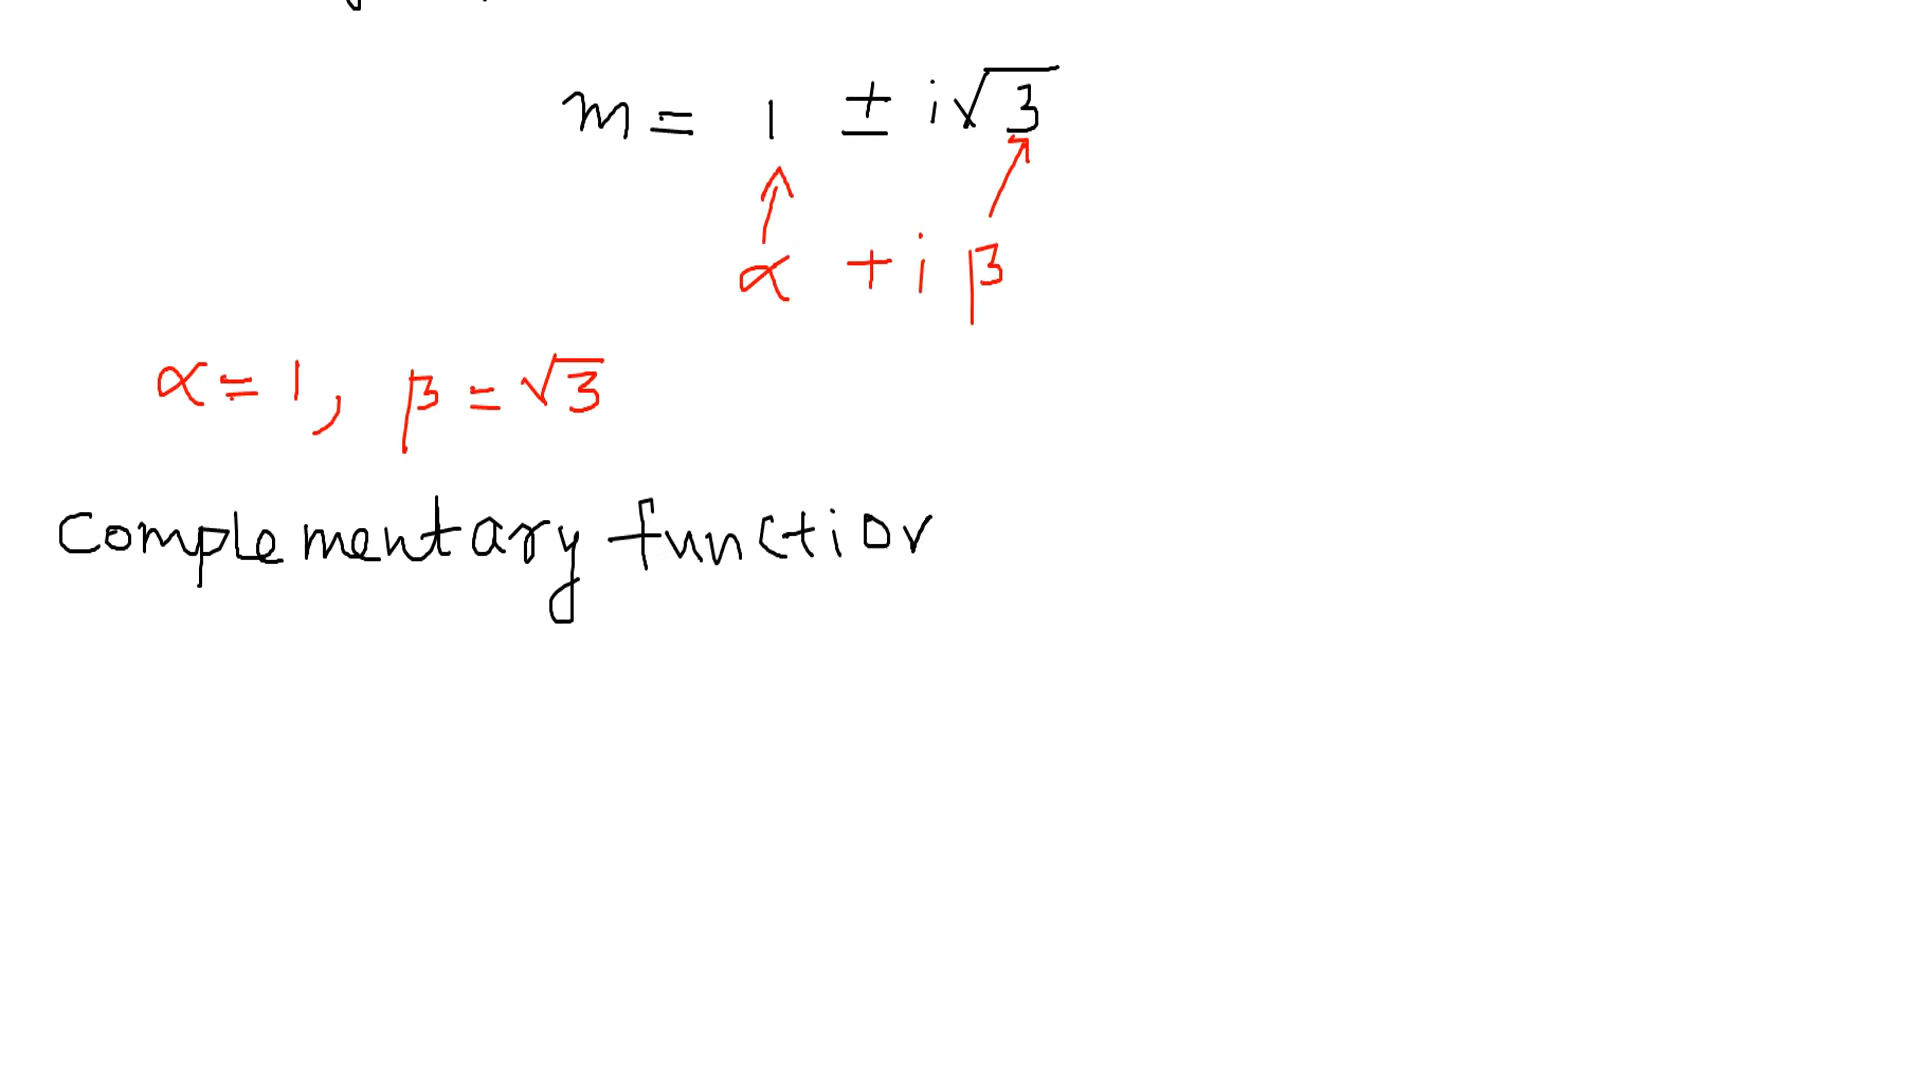 m = 1 ± i√3
α + i β
α = 1, β = √3
complementary function